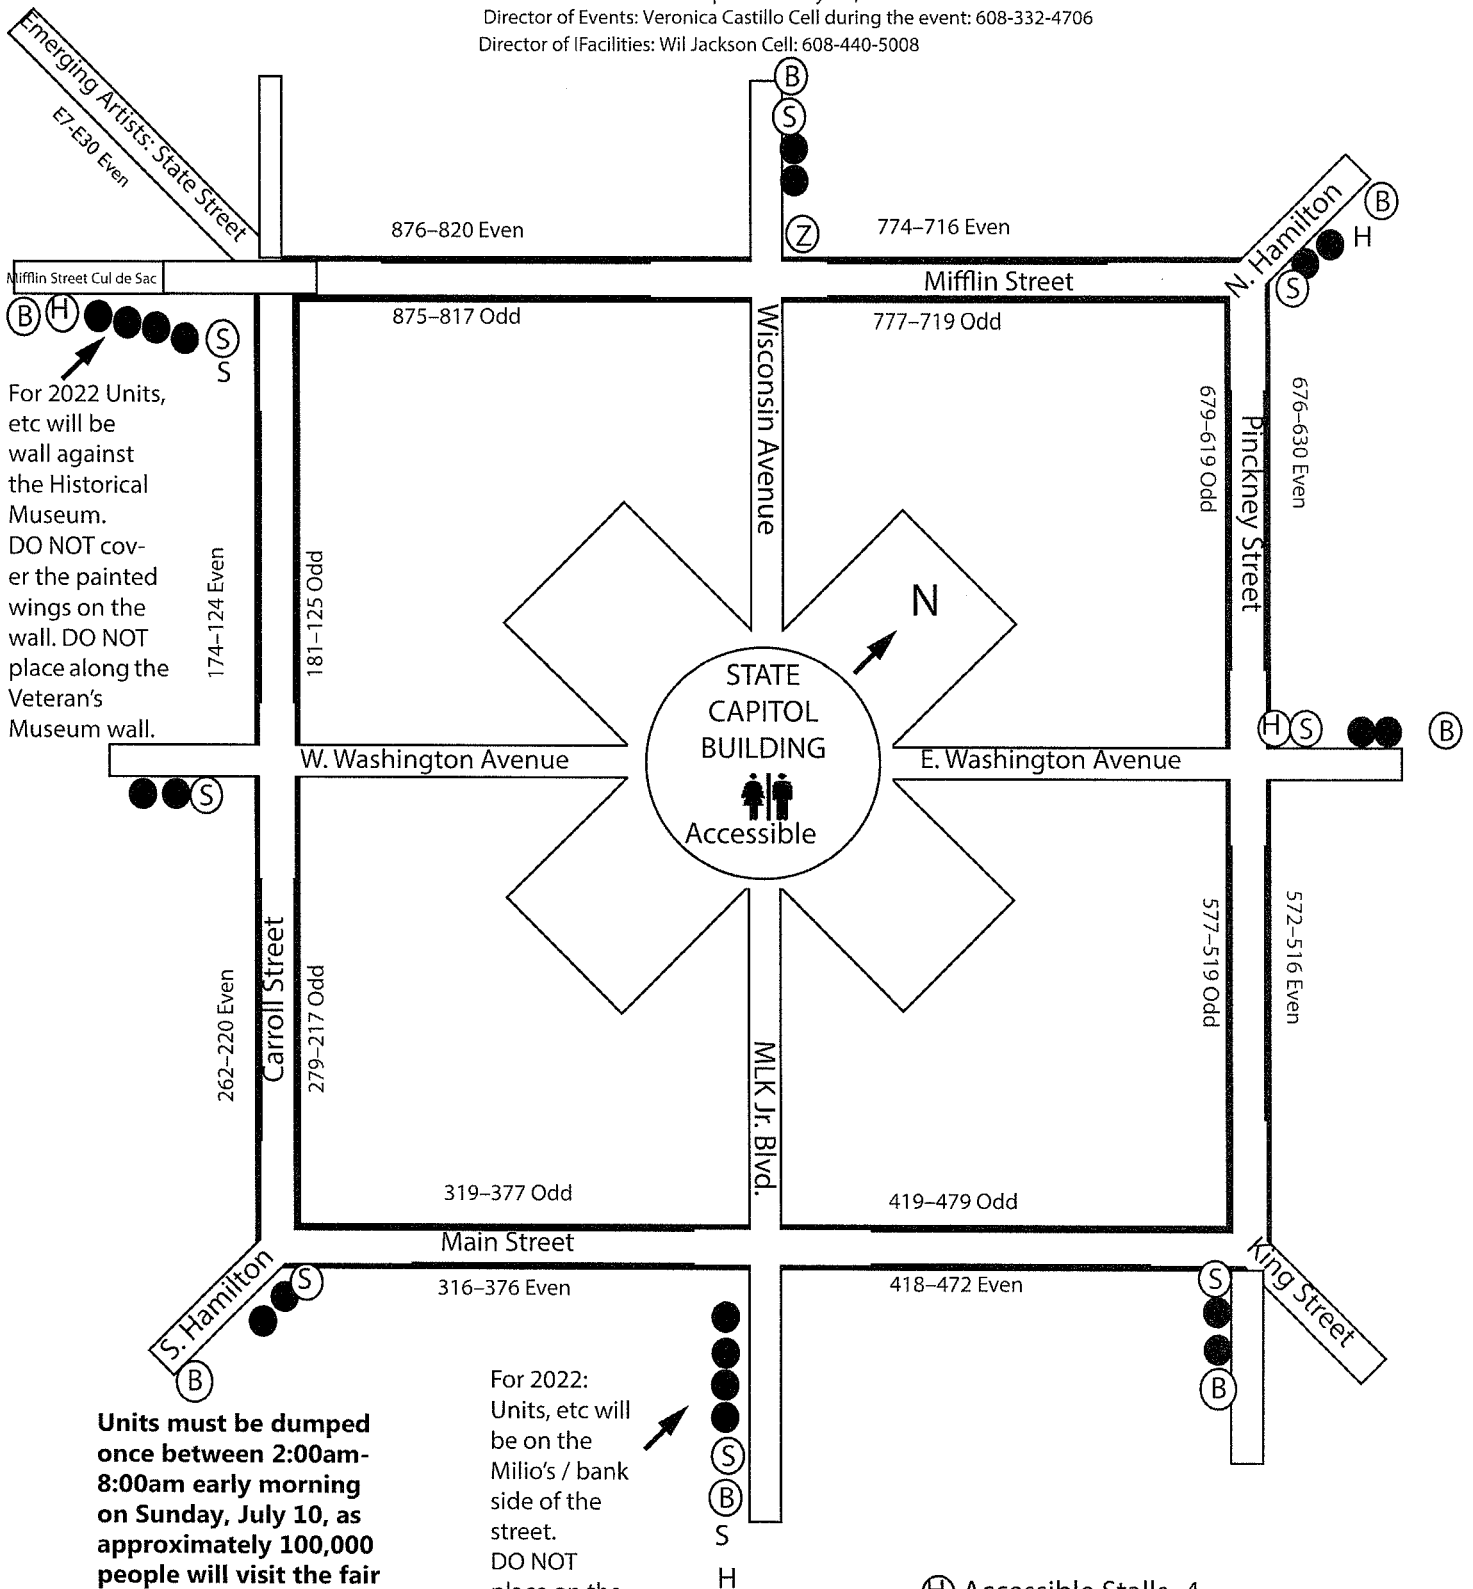 Director of Events: Veronica Castillo Cell during the event: 608-332-4706
Director of lFacilities: Wil Jackson Cell: 608-440-5008
Emerging Artists: State Street
E7-E30 Even
B
S
Z
876–820 Even
774–716 Even
N. Hamilton
B
H
S
Mifflin Street Cul de Sac
Mifflin Street
B
H
S
S
875–817 Odd
777–719 Odd
For 2022 Units,
etc will be
wall against
the Historical
Museum.
DO NOT cov-
er the painted
wings on the
wall. DO NOT
place along the
Veteran's
Museum wall.
174–124 Even
181–125 Odd
Wisconsin Avenue
679–619 Odd
Pinckney Street
676–630 Even
N
STATE
CAPITOL
BUILDING
Accessible
W. Washington Avenue
E. Washington Avenue
H
S
B
S
262–220 Even
Carroll Street
279–217 Odd
MLK Jr. Blvd.
577–519 Odd
572–516 Even
319–377 Odd
419–479 Odd
Main Street
316–376 Even
418–472 Even
S. Hamilton
S
B
King Street
S
B
Units must be dumped
once between 2:00am-
8:00am early morning
on Sunday, July 10, as
approximately 100,000
people will visit the fair
For 2022:
Units, etc will
be on the
Milio's / bank
side of the
street.
DO NOT
place on the
S
B
S
H
H Accessible Stalls 4